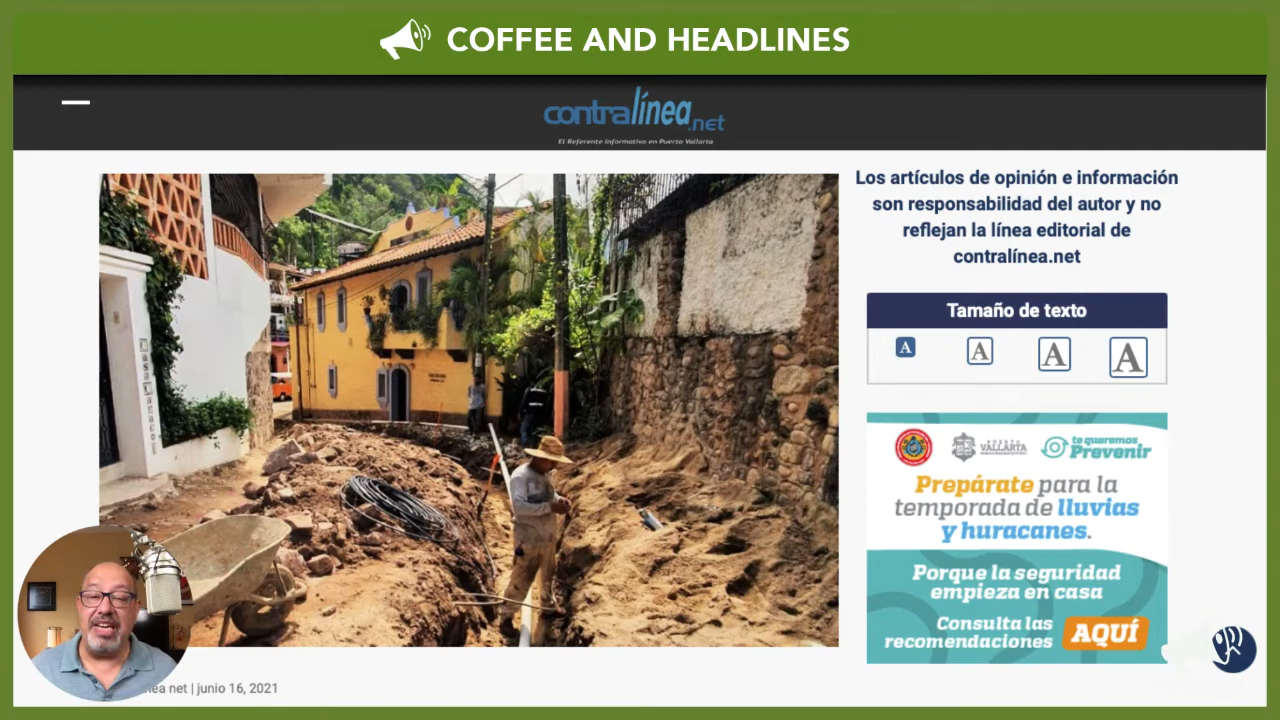 COFFEE AND HEADLINES
contralínea.net
El Referente Informativo en Puerto Vallarta
Los artículos de opinión e información
son responsabilidad del autor y no
reflejan la línea editorial de
contralínea.net
Tamaño de texto
A A A A
VALLARTA
te queremos
Prevenir
Prepárate para la
temporada de lluvias
y huracanes.
Porque la seguridad
empieza en casa
Consulta las
recomendaciones
AQUÍ
net | junio 16, 2021